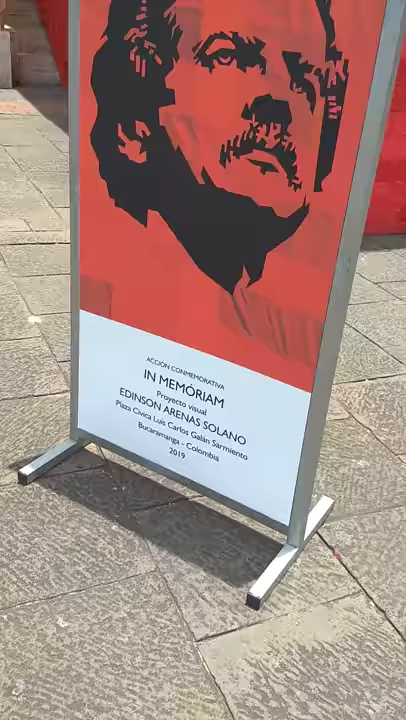 ACCIÓN CONMEMORATIVA
IN MEMÓRIAM
Proyecto visual
EDINSON ARENAS SOLANO
Plaza Cívica Luis Carlos Galán Sarmiento
Bucaramanga - Colombia
2019